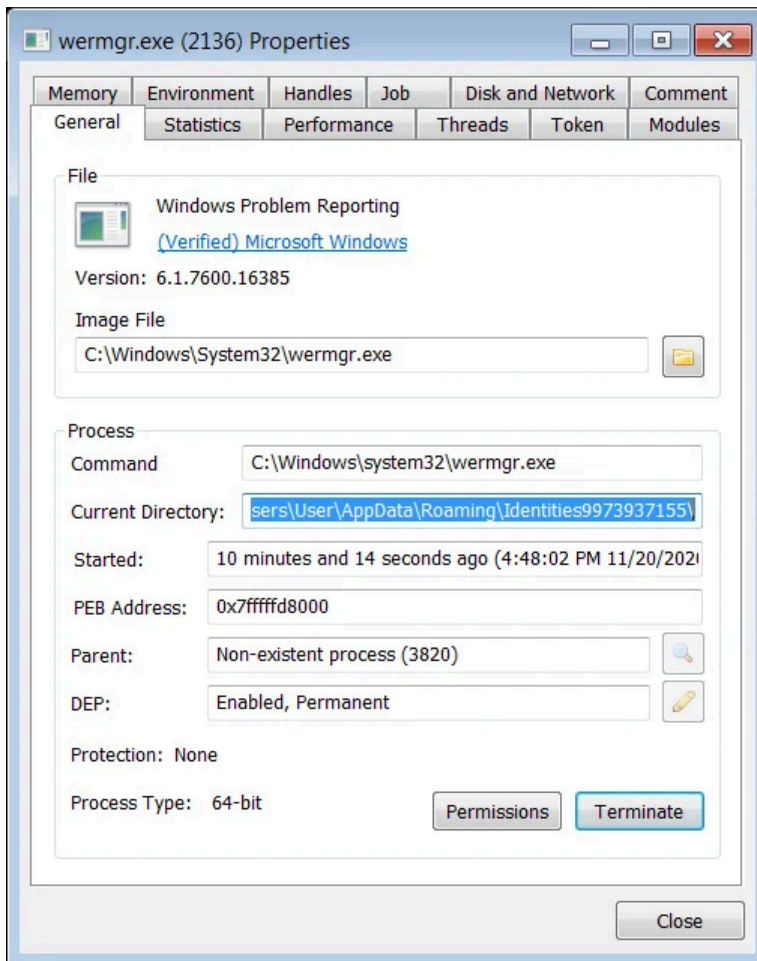 wermgr.exe (2136) Properties
Memory Environment Handles Job Disk and Network Comment
General Statistics Performance Threads Token Modules
File
Windows Problem Reporting
(Verified) Microsoft Windows
Version: 6.1.7600.16385
Image File
C:\Windows\System32\wermgr.exe
Process
Command C:\Windows\system32\wermgr.exe
Current Directory: sers\User\AppData\Roaming\Identities9973937155\
Started: 10 minutes and 14 seconds ago (4:48:02 PM 11/20/202
PEB Address: 0x7fffffd8000
Parent: Non-existent process (3820)
DEP: Enabled, Permanent
Protection: None
Process Type: 64-bit
Permissions Terminate
Close